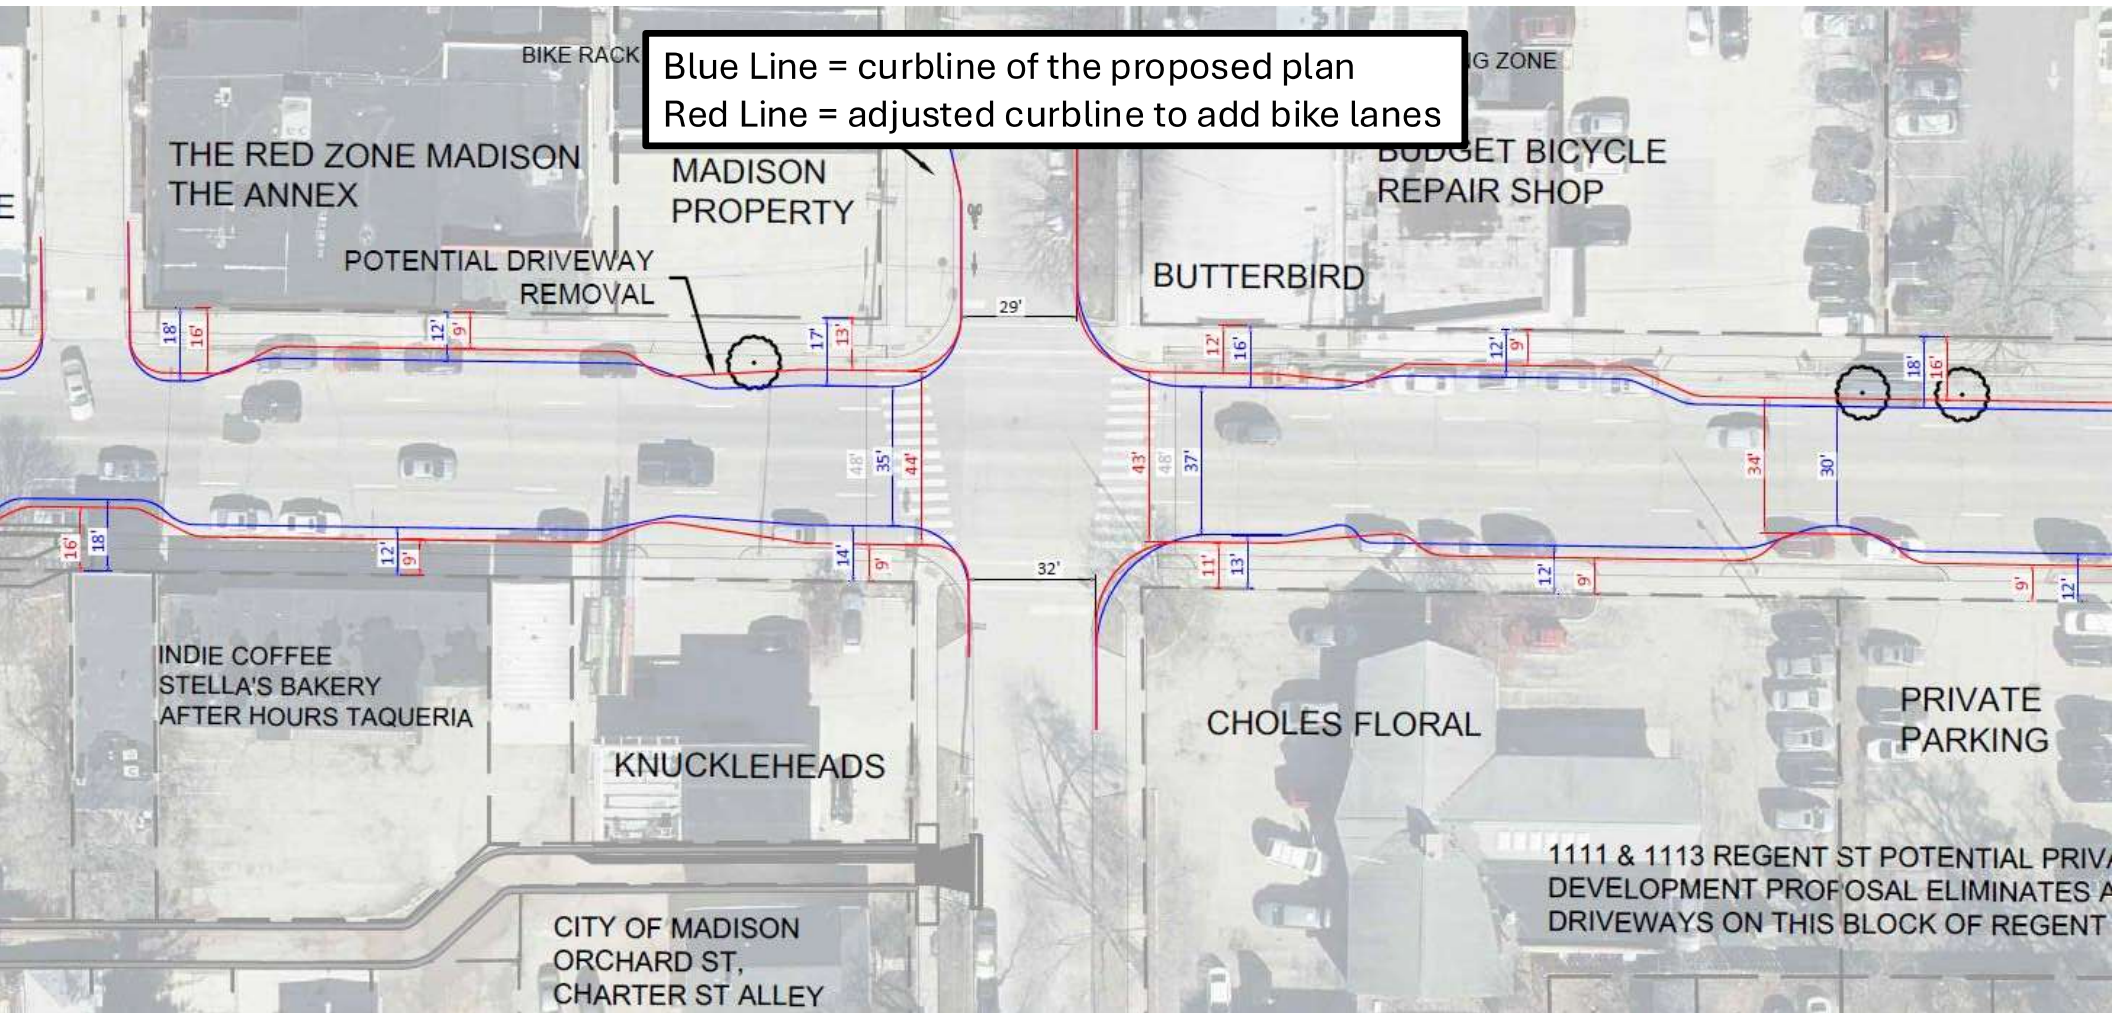 BIKE RACK
Blue Line = curbline of the proposed plan
Red Line = adjusted curbline to add bike lanes
G ZONE
THE RED ZONE MADISON
THE ANNEX
MADISON
PROPERTY
BUDGET BICYCLE
REPAIR SHOP
E
POTENTIAL DRIVEWAY
REMOVAL
BUTTERBIRD
29'
18'
16'
12'
9'
17'
13'
12'
16'
12'
9'
18'
16'
48'
35'
44'
43'
48'
37'
34'
30'
16'
18'
12'
9'
14'
9'
32'
11'
13'
12'
9'
9'
12'
INDIE COFFEE
STELLA'S BAKERY
AFTER HOURS TAQUERIA
KNUCKLEHEADS
CHOLES FLORAL
PRIVATE
PARKING
1111 & 1113 REGENT ST POTENTIAL PRIVA
DEVELOPMENT PROPOSAL ELIMINATES A
DRIVEWAYS ON THIS BLOCK OF REGENT
CITY OF MADISON
ORCHARD ST,
CHARTER ST ALLEY